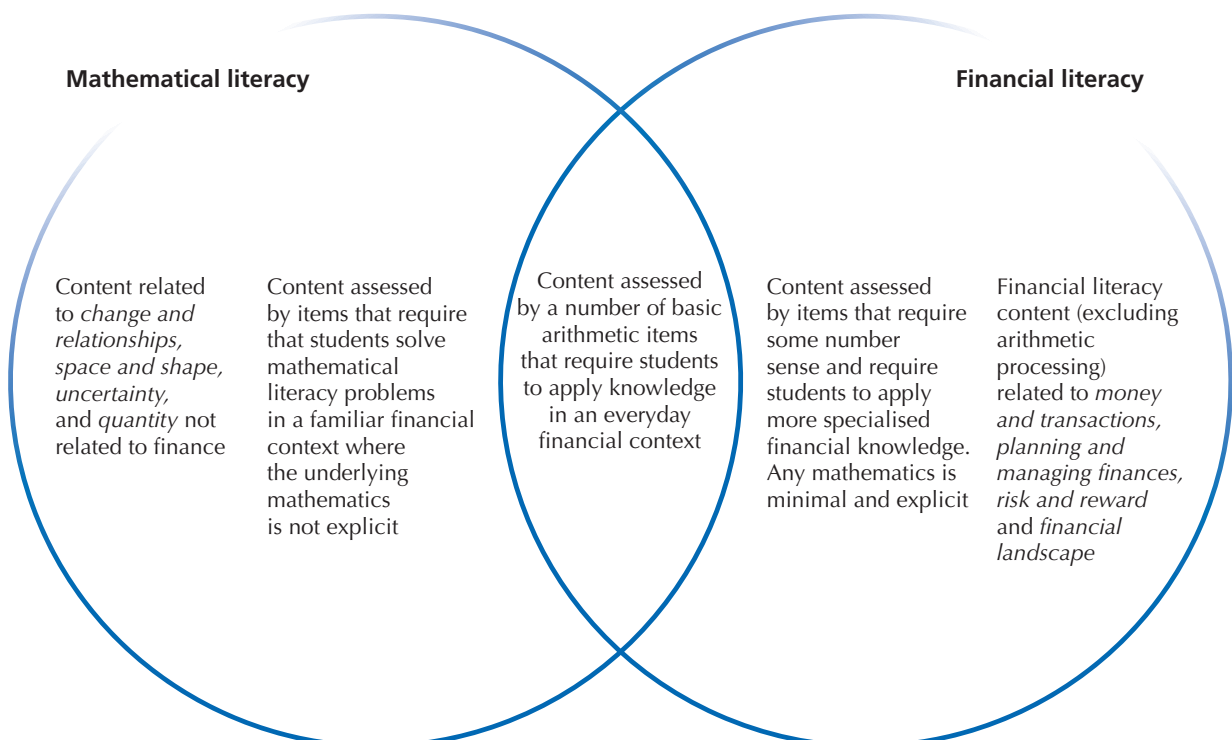 Mathematical literacy
Financial literacy
Content related
to change and
relationships,
space and shape,
uncertainty,
and quantity not
related to finance
Content assessed
by items that require
that students solve
mathematical
literacy problems
in a familiar financial
context where
the underlying
mathematics
is not explicit
Content assessed
by a number of basic
arithmetic items
that require students
to apply knowledge
in an everyday
financial context
Content assessed
by items that require
some number
sense and require
students to apply
more specialised
financial knowledge.
Any mathematics is
minimal and explicit
Financial literacy
content (excluding
arithmetic
processing)
related to money
and transactions,
planning and
managing finances,
risk and reward
and financial
landscape